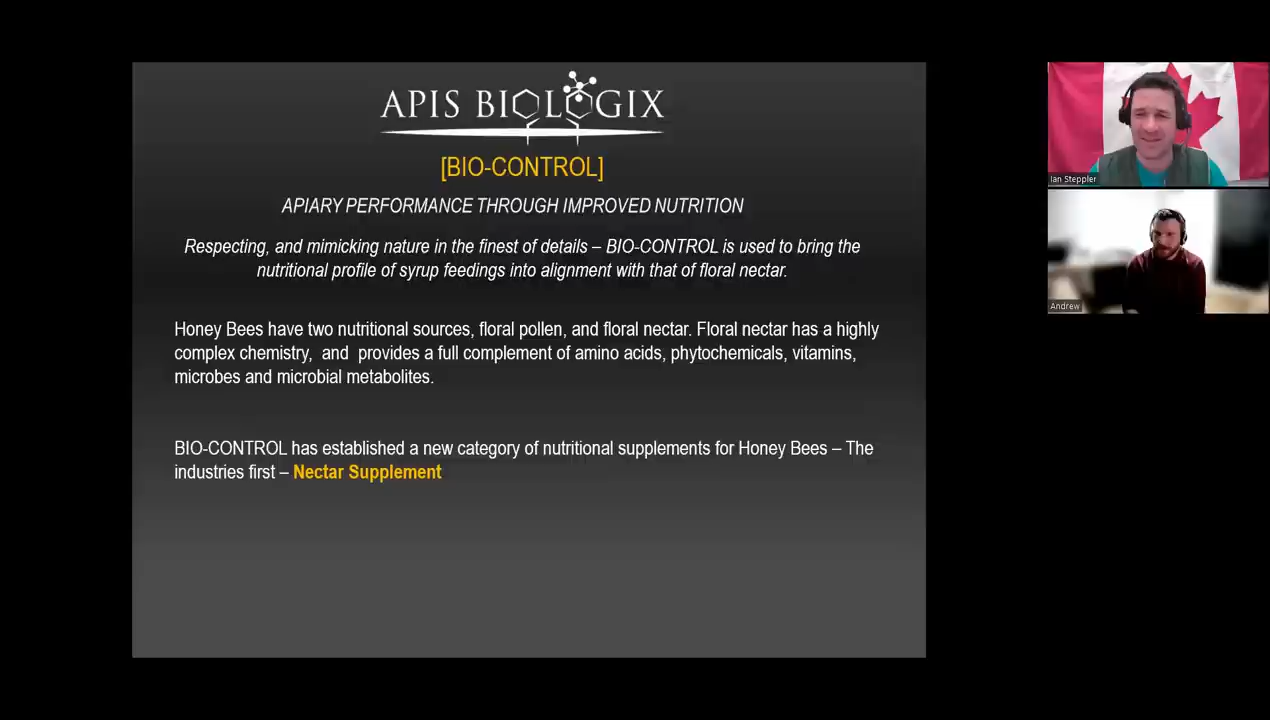 APIS BIOLOGIX
[BIO-CONTROL]
APIARY PERFORMANCE THROUGH IMPROVED NUTRITION
Respecting, and mimicking nature in the finest of details – BIO-CONTROL is used to bring the
nutritional profile of syrup feedings into alignment with that of floral nectar.
Honey Bees have two nutritional sources, floral pollen, and floral nectar. Floral nectar has a highly
complex chemistry, and provides a full complement of amino acids, phytochemicals, vitamins,
microbes and microbial metabolites.
BIO-CONTROL has established a new category of nutritional supplements for Honey Bees – The
industries first – Nectar Supplement
Ian Steppler
Andrew